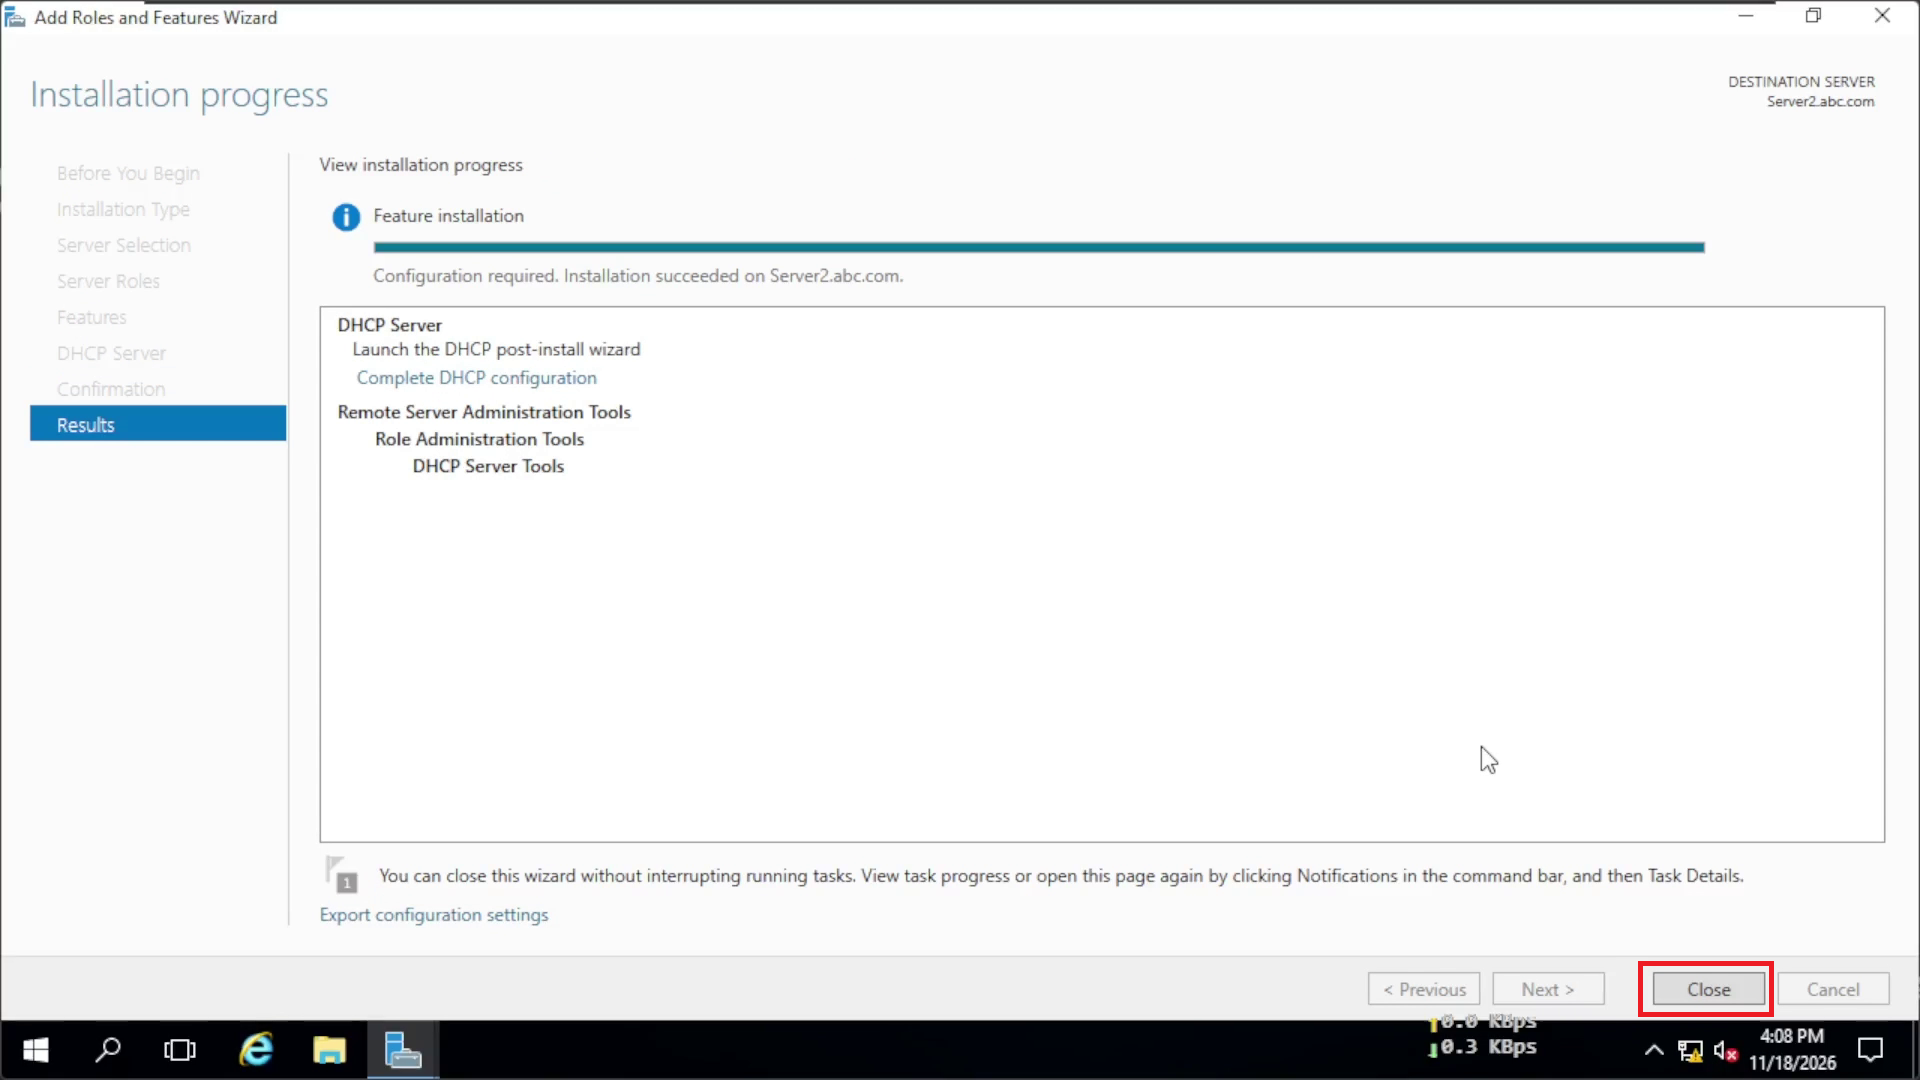 Add Roles and Features Wizard
Installation progress
DESTINATION SERVER
Server2.abc.com
Before You Begin
Installation Type
Server Selection
Server Roles
Features
DHCP Server
Confirmation
Results
View installation progress
Feature installation
Configuration required. Installation succeeded on Server2.abc.com.
DHCP Server
Launch the DHCP post-install wizard
Complete DHCP configuration
Remote Server Administration Tools
Role Administration Tools
DHCP Server Tools
1
You can close this wizard without interrupting running tasks. View task progress or open this page again by clicking Notifications in the command bar, and then Task Details.
Export configuration settings
< Previous
Next >
Close
Cancel
0.0 KBps
0.3 KBps
4:08 PM
11/18/2026